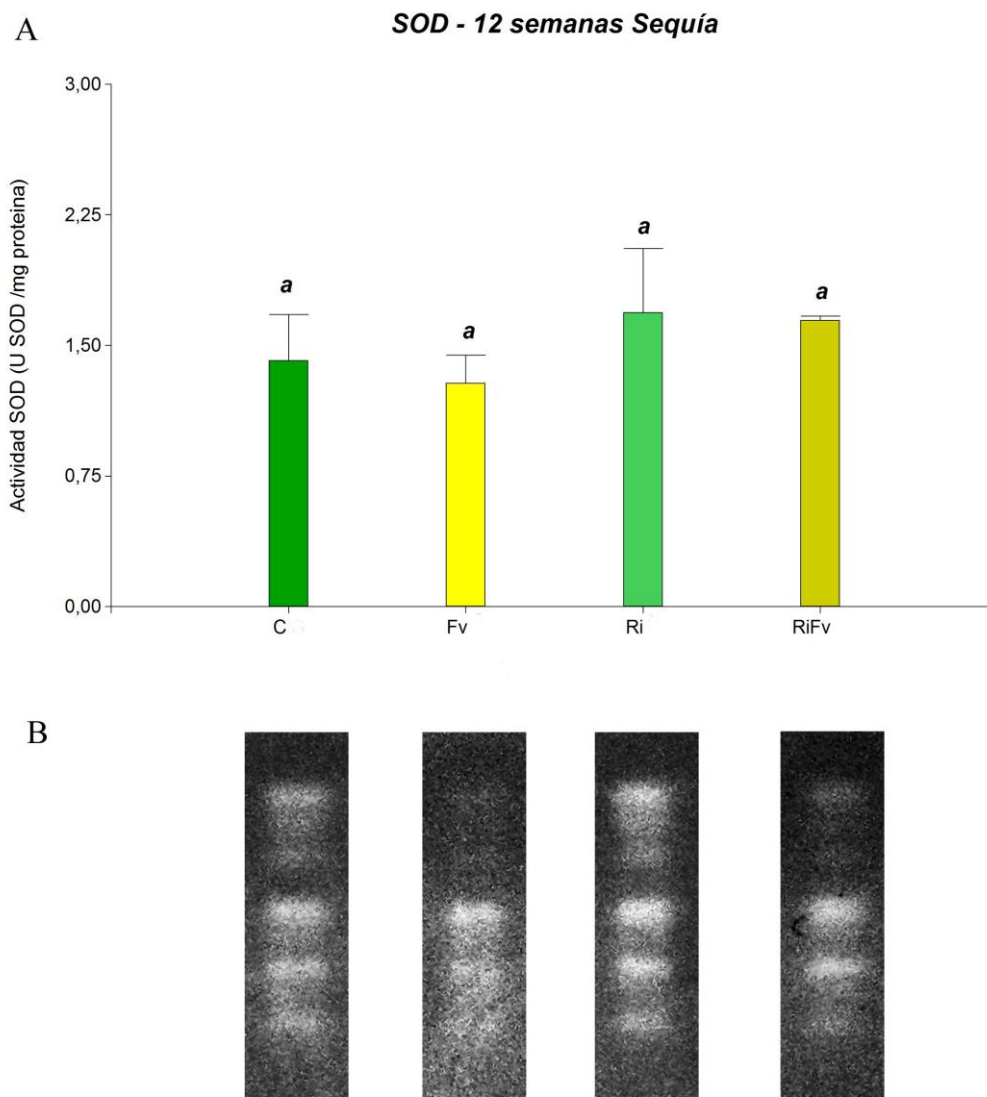 A
SOD - 12 semanas Sequía
Actividad SOD (U SOD /mg proteina)
3,00
2,25
1,50
0,75
0,00
a
a
a
a
C
Fv
Ri
RiFv
B